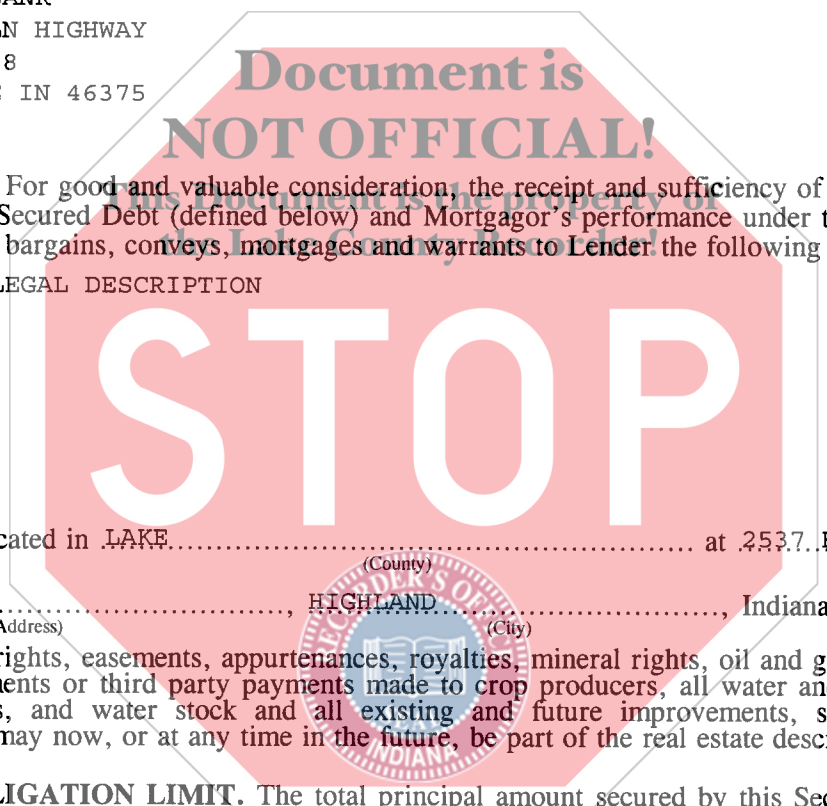 BANK
N HIGHWAY
8
IN 46375
Document is
NOT OFFICIAL!
For good and valuable consideration, the receipt and sufficiency of
This Document is the property of
Secured Debt (defined below) and Mortgagor's performance under
bargains, conveys, mortgages and warrants to Lender the following
the Lake County Recorder!
LEGAL DESCRIPTION
STOP
cated in LAKE at 2537
(County)
, HIGHLAND , Indiana
Address) (City)
rights, easements, appurtenances, royalties, mineral rights, oil and g
ments or third party payments made to crop producers, all water an
s, and water stock and all existing and future improvements, s
may now, or at any time in the future, be part of the real estate desc
RECORDER'S OFFICE
INDIANA
LIGATION LIMIT. The total principal amount secured by this Sec